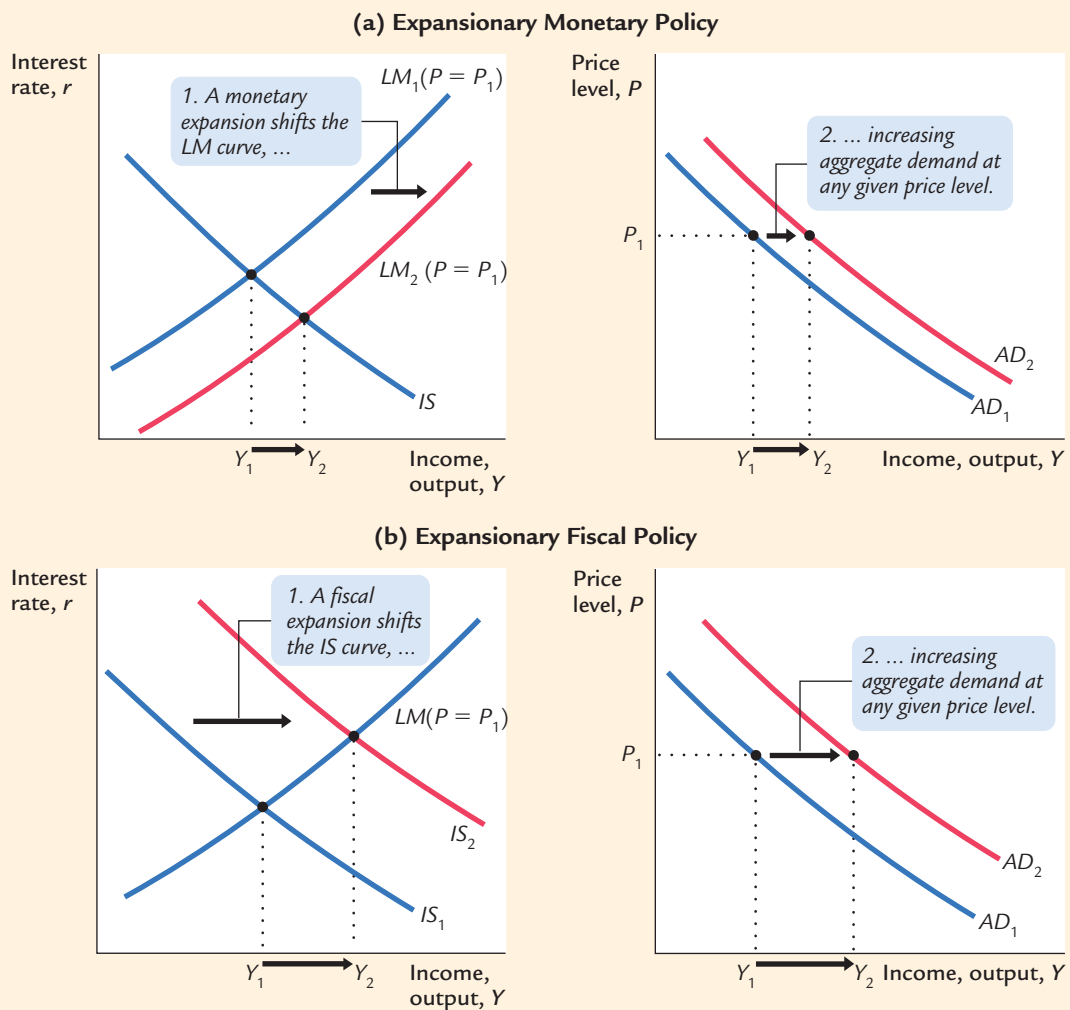 (a) Expansionary Monetary Policy
Interest
rate, r
LM₁(P = P₁)
1. A monetary
expansion shifts the
LM curve, ...
LM₂ (P = P₁)
IS
Y₁
Y₂
Income,
output, Y
Price
level, P
2. ... increasing
aggregate demand at
any given price level.
P₁
AD₂
AD₁
Y₁
Y₂
Income, output, Y
(b) Expansionary Fiscal Policy
Interest
rate, r
1. A fiscal
expansion shifts
the IS curve, ...
LM(P = P₁)
IS₂
IS₁
Y₁
Y₂
Income,
output, Y
Price
level, P
2. ... increasing
aggregate demand at
any given price level.
P₁
AD₂
AD₁
Y₁
Y₂
Income, output, Y